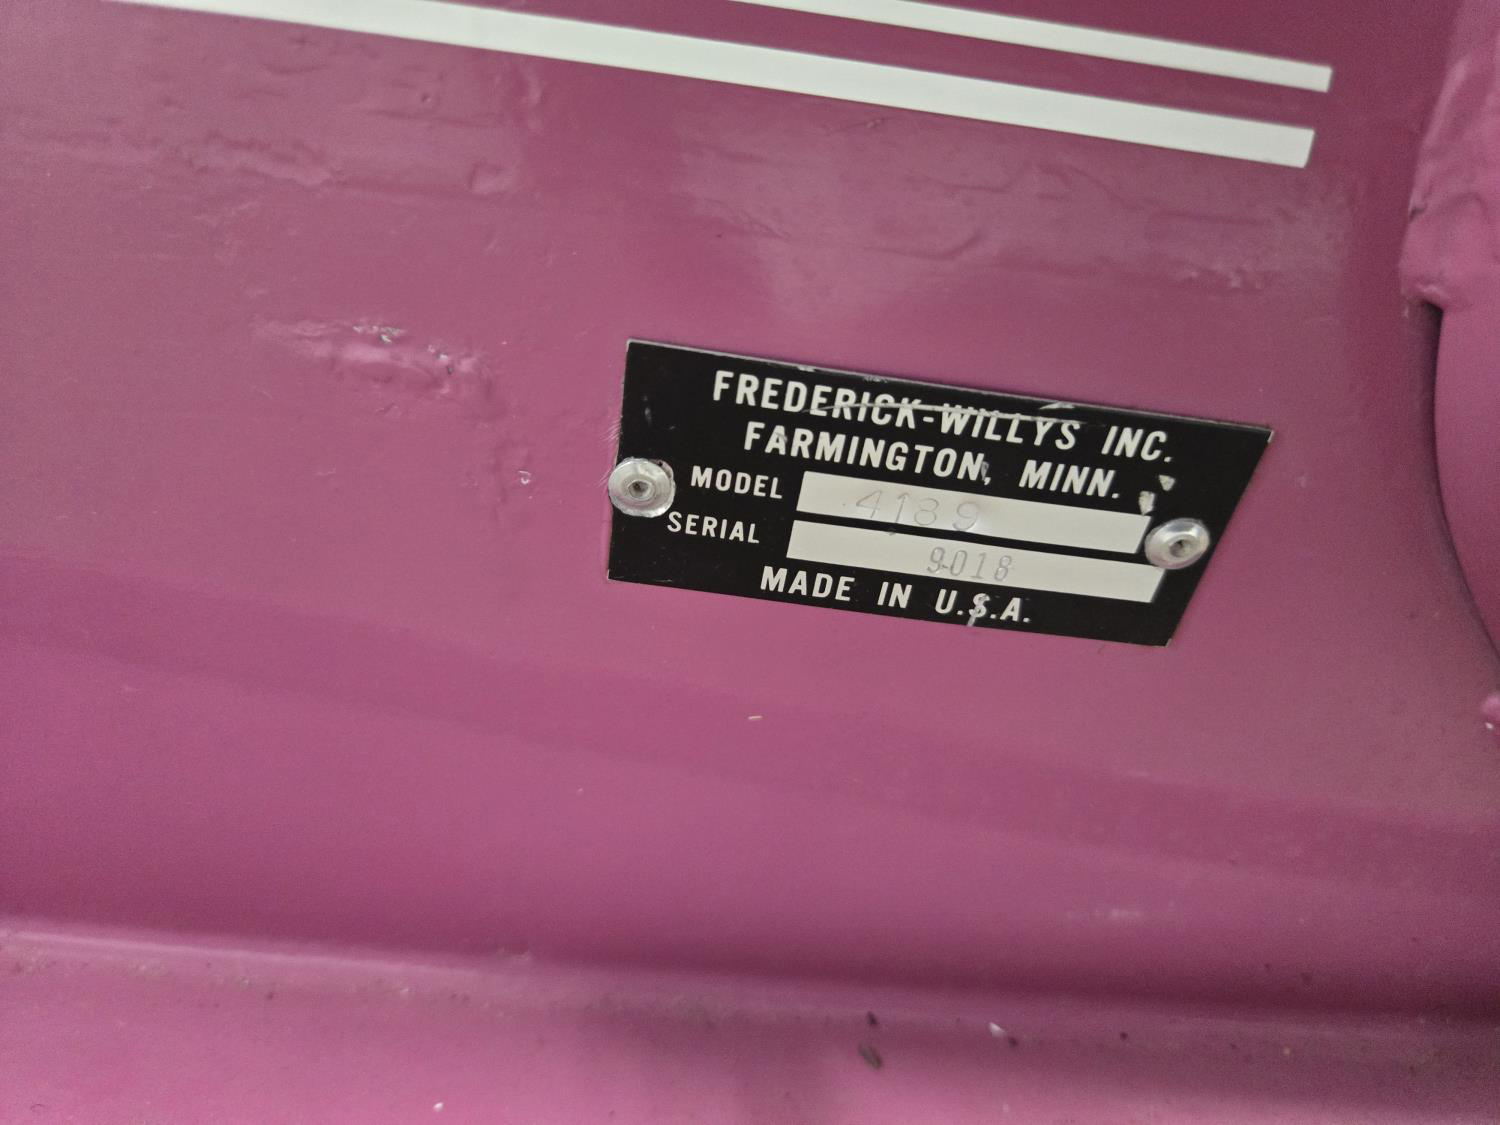 FREDERICK-WILLYS INC.
FARMINGTON, MINN.
MODEL 4189
SERIAL 9018
MADE IN U.S.A.